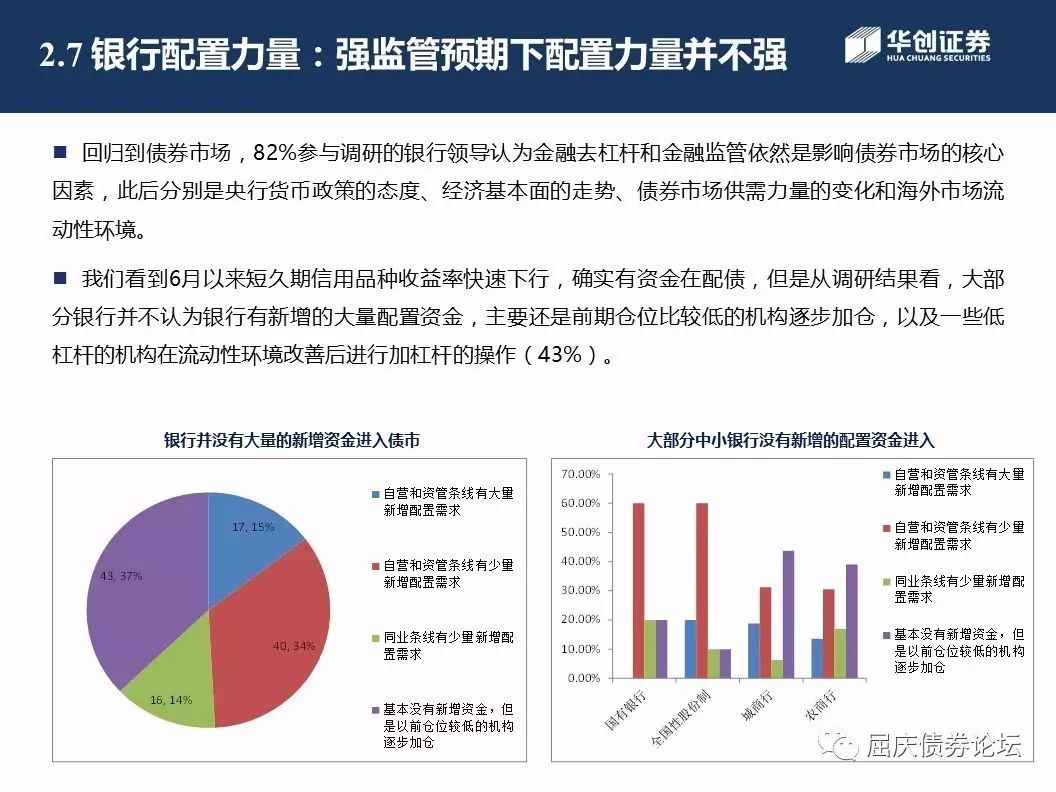 2.7 银行配置力量：强监管预期下配置力量并不强
华创证券
HUA CHUANG SECURITIES
■ 回归到债券市场，82%参与调研的银行领导认为金融去杠杆和金融监管依然是影响债券市场的核心
因素，此后分别是央行货币政策的态度、经济基本面的走势、债券市场供需力量的变化和海外市场流
动性环境。
■ 我们看到6月以来短久期信用品种收益率快速下行，确实有资金在配债，但是从调研结果看，大部
分银行并不认为银行有新增的大量配置资金，主要还是前期仓位比较低的机构逐步加仓，以及一些低
杠杆的机构在流动性环境改善后进行加杠杆的操作（43%）。
银行并没有大量的新增资金进入债市
17, 15%
43, 37%
40, 34%
16, 14%
自营和资管条线有大量
新增配置需求
自营和资管条线有少量
新增配置需求
同业条线有少量新增配
置需求
基本没有新增资金，但
是以前仓位较低的机构
逐步加仓
大部分中小银行没有新增的配置资金进入
70.00%
60.00%
50.00%
40.00%
30.00%
20.00%
10.00%
0.00%
国有银行
全国性股份制
城商行
农商行
自营和资管条线有大量
新增配置需求
自营和资管条线有少量
新增配置需求
同业条线有少量新增配
置需求
基本没有新增资金，但
是以前仓位较低的机构
逐步加仓
屈庆债券论坛